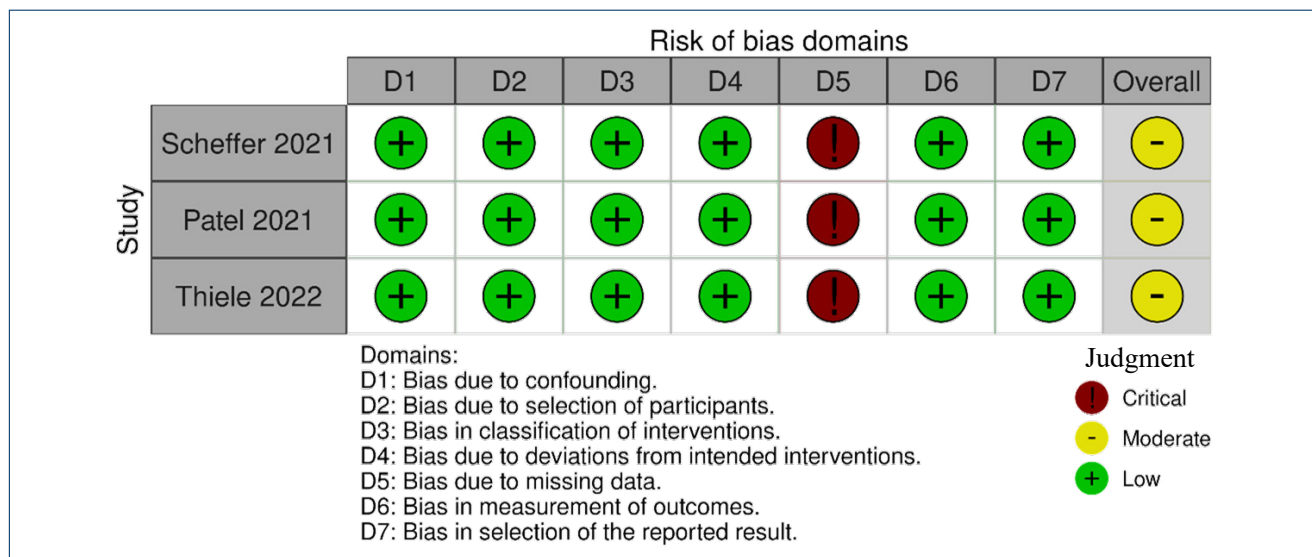 Risk of bias domains
D1 D2 D3 D4 D5 D6 D7 Overall
Study
Scheffer 2021 + + + + ! + + -
Patel 2021 + + + + ! + + -
Thiele 2022 + + + + ! + + -
Domains:
D1: Bias due to confounding.
D2: Bias due to selection of participants.
D3: Bias in classification of interventions.
D4: Bias due to deviations from intended interventions.
D5: Bias due to missing data.
D6: Bias in measurement of outcomes.
D7: Bias in selection of the reported result.
Judgment
! Critical
- Moderate
+ Low